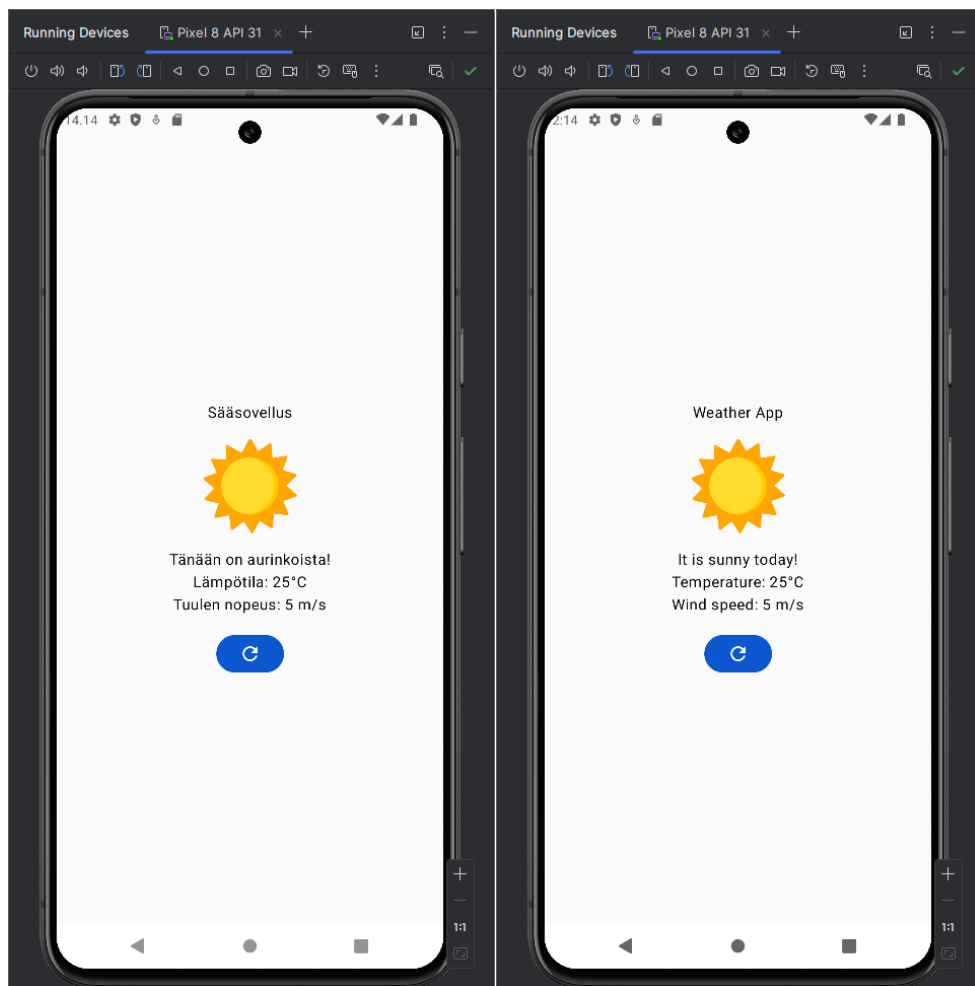 Running Devices Pixel 8 API 31
14.14
Sääsovellus
Tänään on aurinkoista!
Lämpötila: 25°C
Tuulen nopeus: 5 m/s
1:1
Running Devices Pixel 8 API 31
2:14
Weather App
It is sunny today!
Temperature: 25°C
Wind speed: 5 m/s
1:1